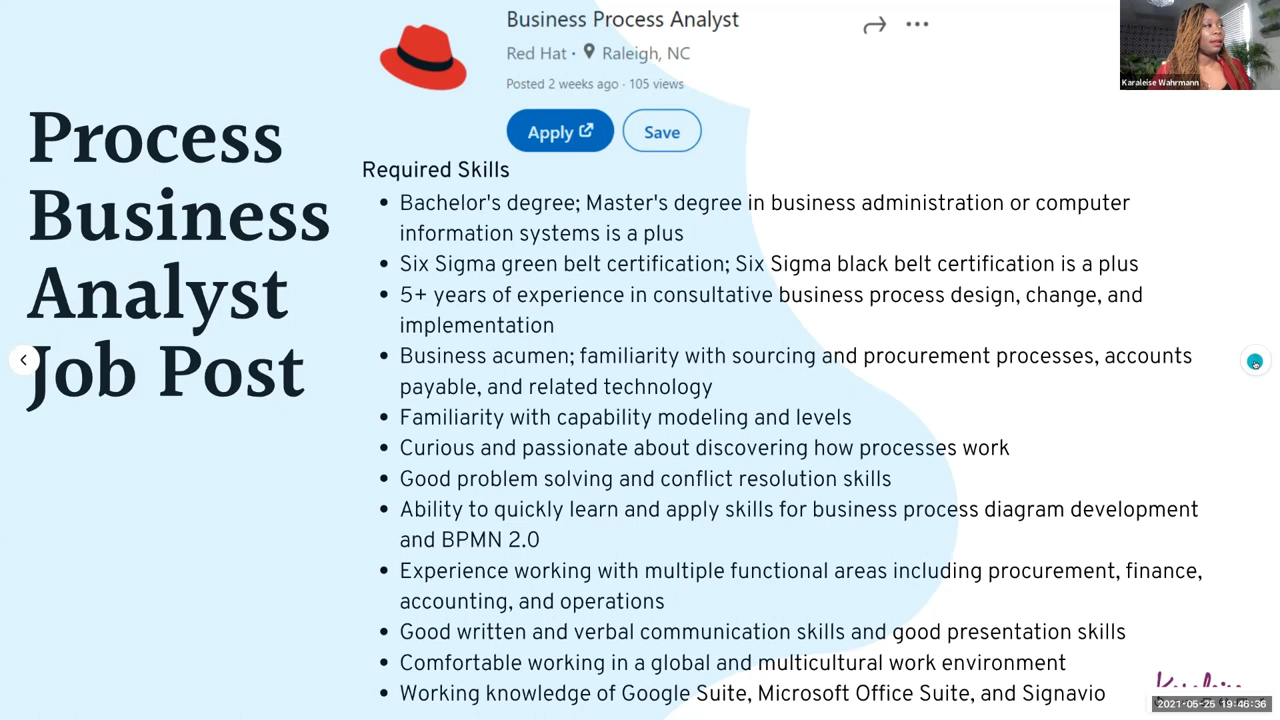 Business Process Analyst
Red Hat · Raleigh, NC
Posted 2 weeks ago · 105 views
Apply
Save
Karaleise Wahrmann
Process
Business
Analyst
Job Post
Required Skills
• Bachelor's degree; Master's degree in business administration or computer
information systems is a plus
• Six Sigma green belt certification; Six Sigma black belt certification is a plus
• 5+ years of experience in consultative business process design, change, and
implementation
• Business acumen; familiarity with sourcing and procurement processes, accounts
payable, and related technology
• Familiarity with capability modeling and levels
• Curious and passionate about discovering how processes work
• Good problem solving and conflict resolution skills
• Ability to quickly learn and apply skills for business process diagram development
and BPMN 2.0
• Experience working with multiple functional areas including procurement, finance,
accounting, and operations
• Good written and verbal communication skills and good presentation skills
• Comfortable working in a global and multicultural work environment
• Working knowledge of Google Suite, Microsoft Office Suite, and Signavio
2021-05-25 19:46:36